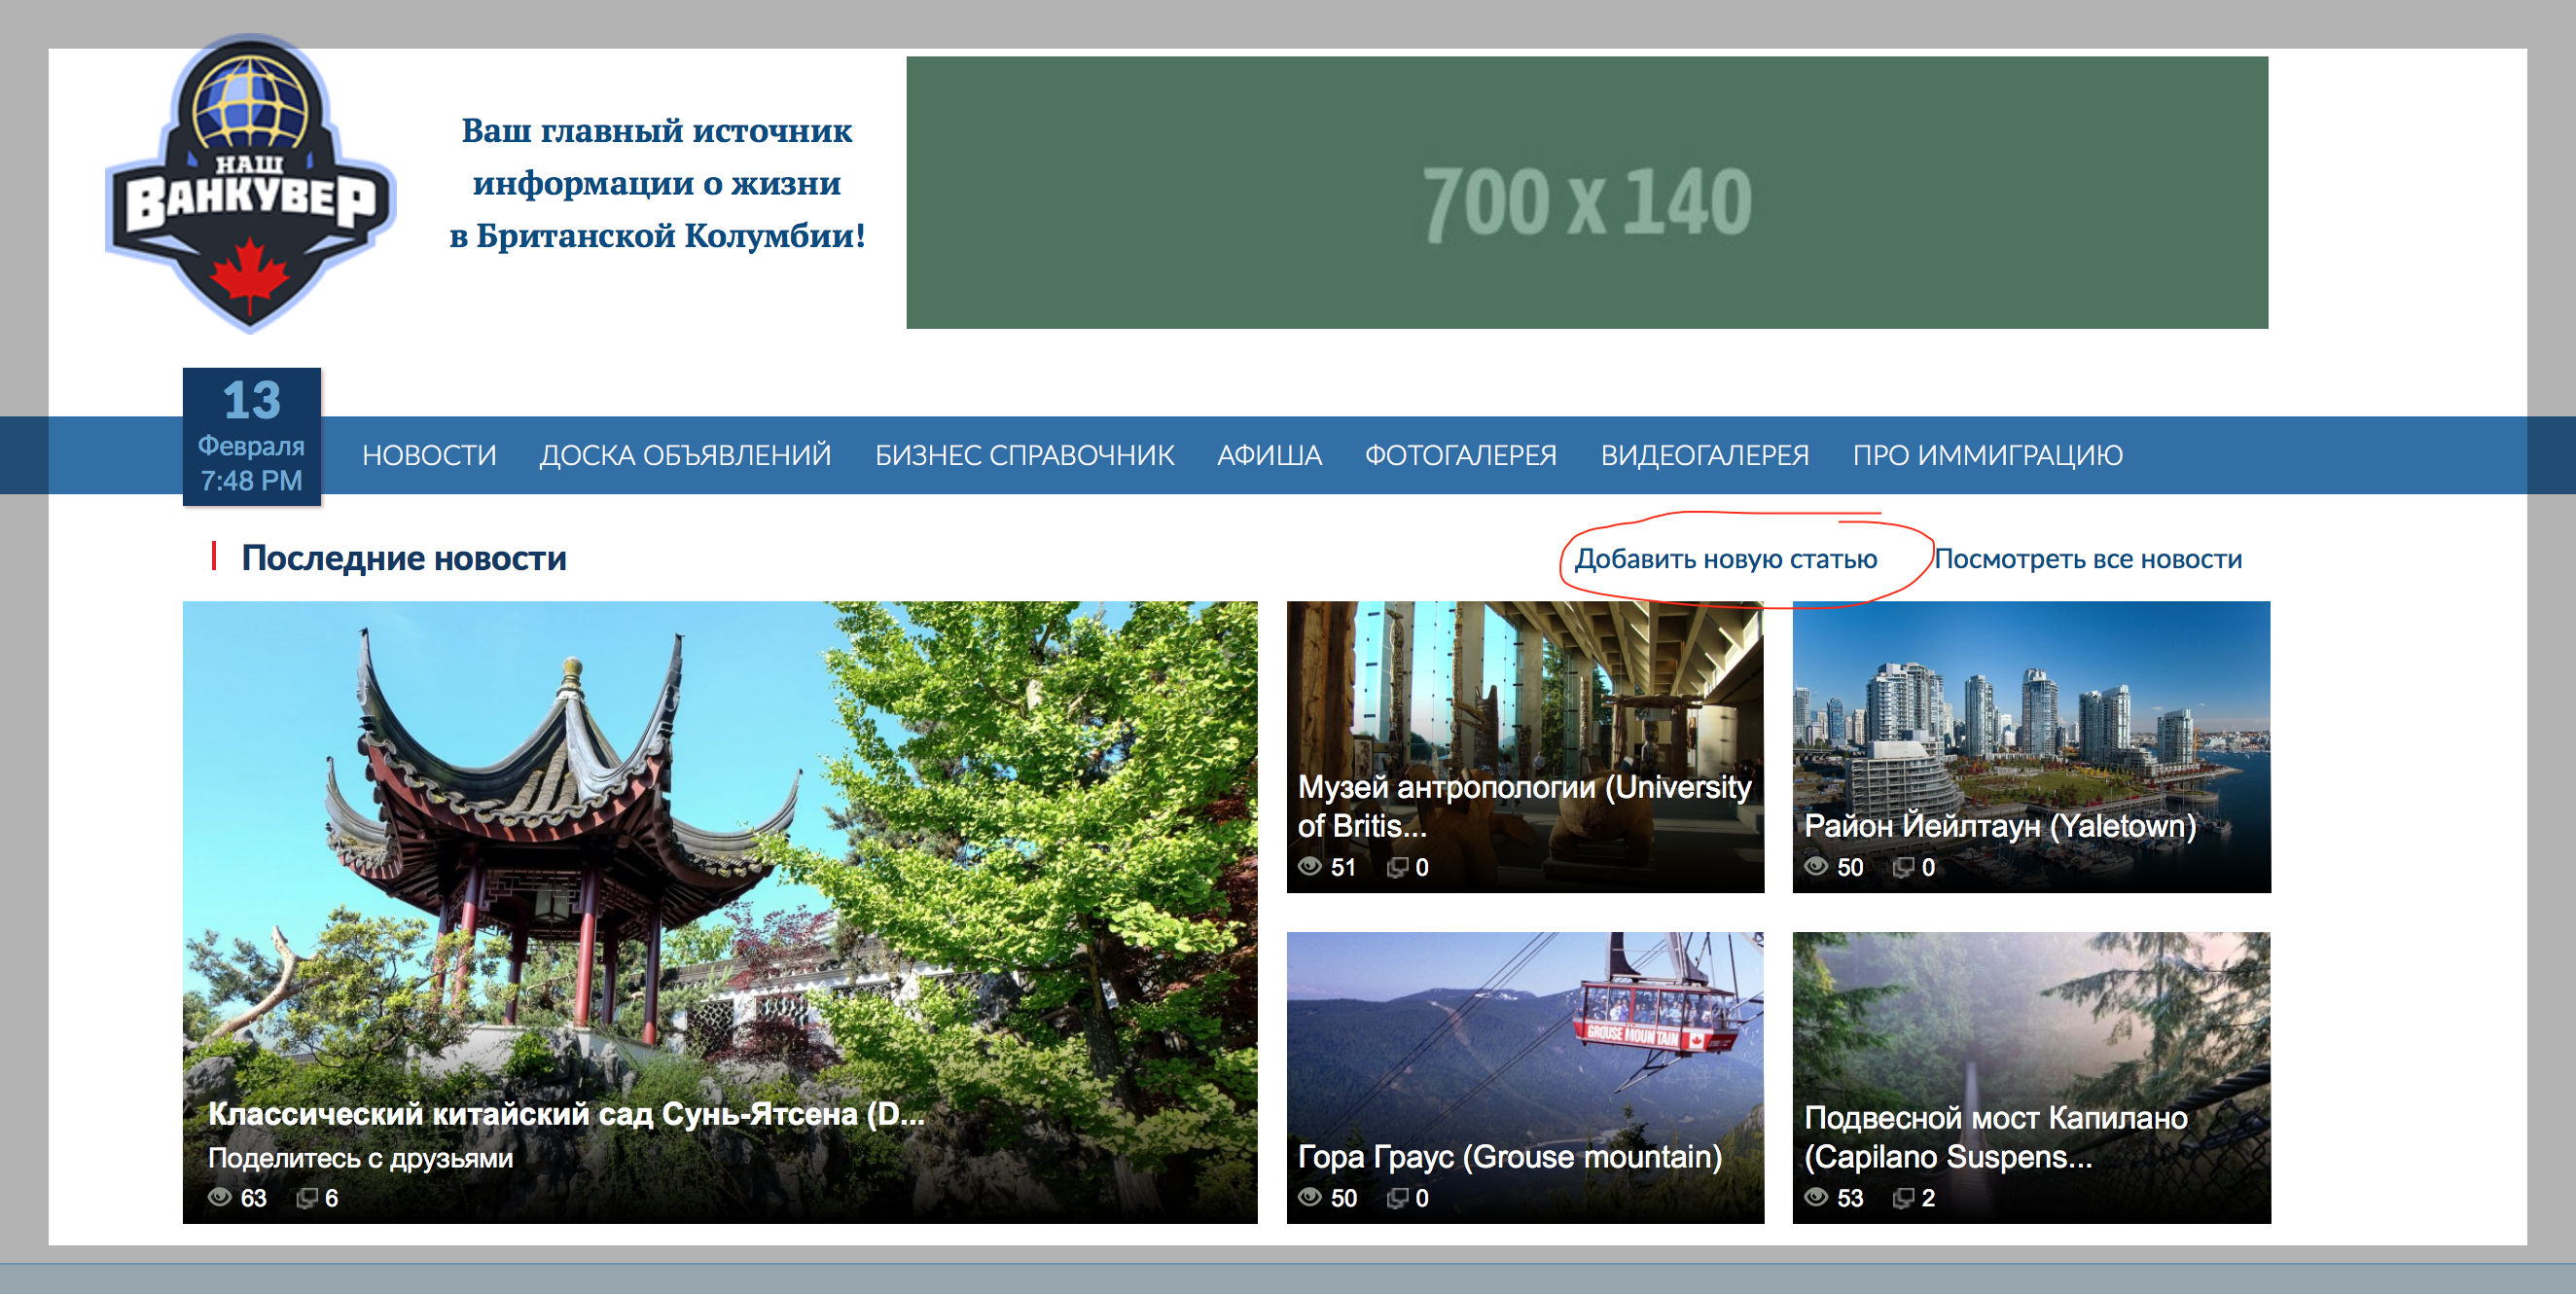 НАШ
ВАНКУВЕР
Ваш главный источник
информации о жизни
в Британской Колумбии!
700 x 140
13
Февраля
7:48 PM
НОВОСТИ ДОСКА ОБЪЯВЛЕНИЙ БИЗНЕС СПРАВОЧНИК АФИША ФОТОГАЛЕРЕЯ ВИДЕОГАЛЕРЕЯ ПРО ИММИГРАЦИЮ
Последние новости
Добавить новую статью Посмотреть все новости
Классический китайский сад Сунь-Ятсена (D...
Поделитесь с друзьями
63 6
Музей антропологии (University
of Britis...
51 0
Район Йейлтаун (Yaletown)
50 0
GROUSE MOUNTAIN
Гора Граус (Grouse mountain)
50 0
Подвесной мост Капилано
(Capilano Suspens...
53 2